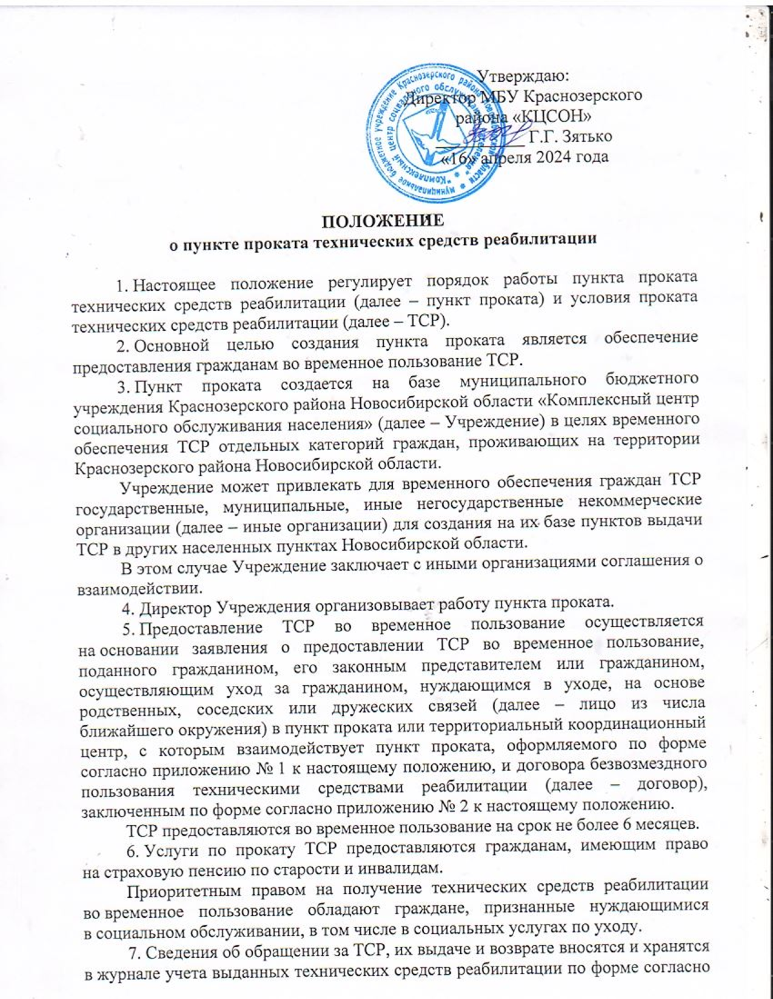 Утверждаю:
Директор МБУ Краснозерского
района «КЦСОН»
Г.Г. Зятько
«16» апреля 2024 года
муниципальное бюджетное учреждение Краснозерского района Новосибирской области
"Комплексный центр социального обслуживания населения"
ПОЛОЖЕНИЕ
о пункте проката технических средств реабилитации
1. Настоящее положение регулирует порядок работы пункта проката
технических средств реабилитации (далее – пункт проката) и условия проката
технических средств реабилитации (далее – ТСР).
2. Основной целью создания пункта проката является обеспечение
предоставления гражданам во временное пользование ТСР.
3. Пункт проката создается на базе муниципального бюджетного
учреждения Краснозерского района Новосибирской области «Комплексный центр
социального обслуживания населения» (далее – Учреждение) в целях временного
обеспечения ТСР отдельных категорий граждан, проживающих на территории
Краснозерского района Новосибирской области.
Учреждение может привлекать для временного обеспечения граждан ТСР
государственные, муниципальные, иные негосударственные некоммерческие
организации (далее – иные организации) для создания на их базе пунктов выдачи
ТСР в других населенных пунктах Новосибирской области.
В этом случае Учреждение заключает с иными организациями соглашения о
взаимодействии.
4. Директор Учреждения организовывает работу пункта проката.
5. Предоставление ТСР во временное пользование осуществляется
на основании заявления о предоставлении ТСР во временное пользование,
поданного гражданином, его законным представителем или гражданином,
осуществляющим уход за гражданином, нуждающимся в уходе, на основе
родственных, соседских или дружеских связей (далее – лицо из числа
ближайшего окружения) в пункт проката или территориальный координационный
центр, с которым взаимодействует пункт проката, оформляемого по форме
согласно приложению № 1 к настоящему положению, и договора безвозмездного
пользования техническими средствами реабилитации (далее – договор),
заключенным по форме согласно приложению № 2 к настоящему положению.
ТСР предоставляются во временное пользование на срок не более 6 месяцев.
6. Услуги по прокату ТСР предоставляются гражданам, имеющим право
на страховую пенсию по старости и инвалидам.
Приоритетным правом на получение технических средств реабилитации
во временное пользование обладают граждане, признанные нуждающимися
в социальном обслуживании, в том числе в социальных услугах по уходу.
7. Сведения об обращении за ТСР, их выдаче и возврате вносятся и хранятся
в журнале учета выданных технических средств реабилитации по форме согласно